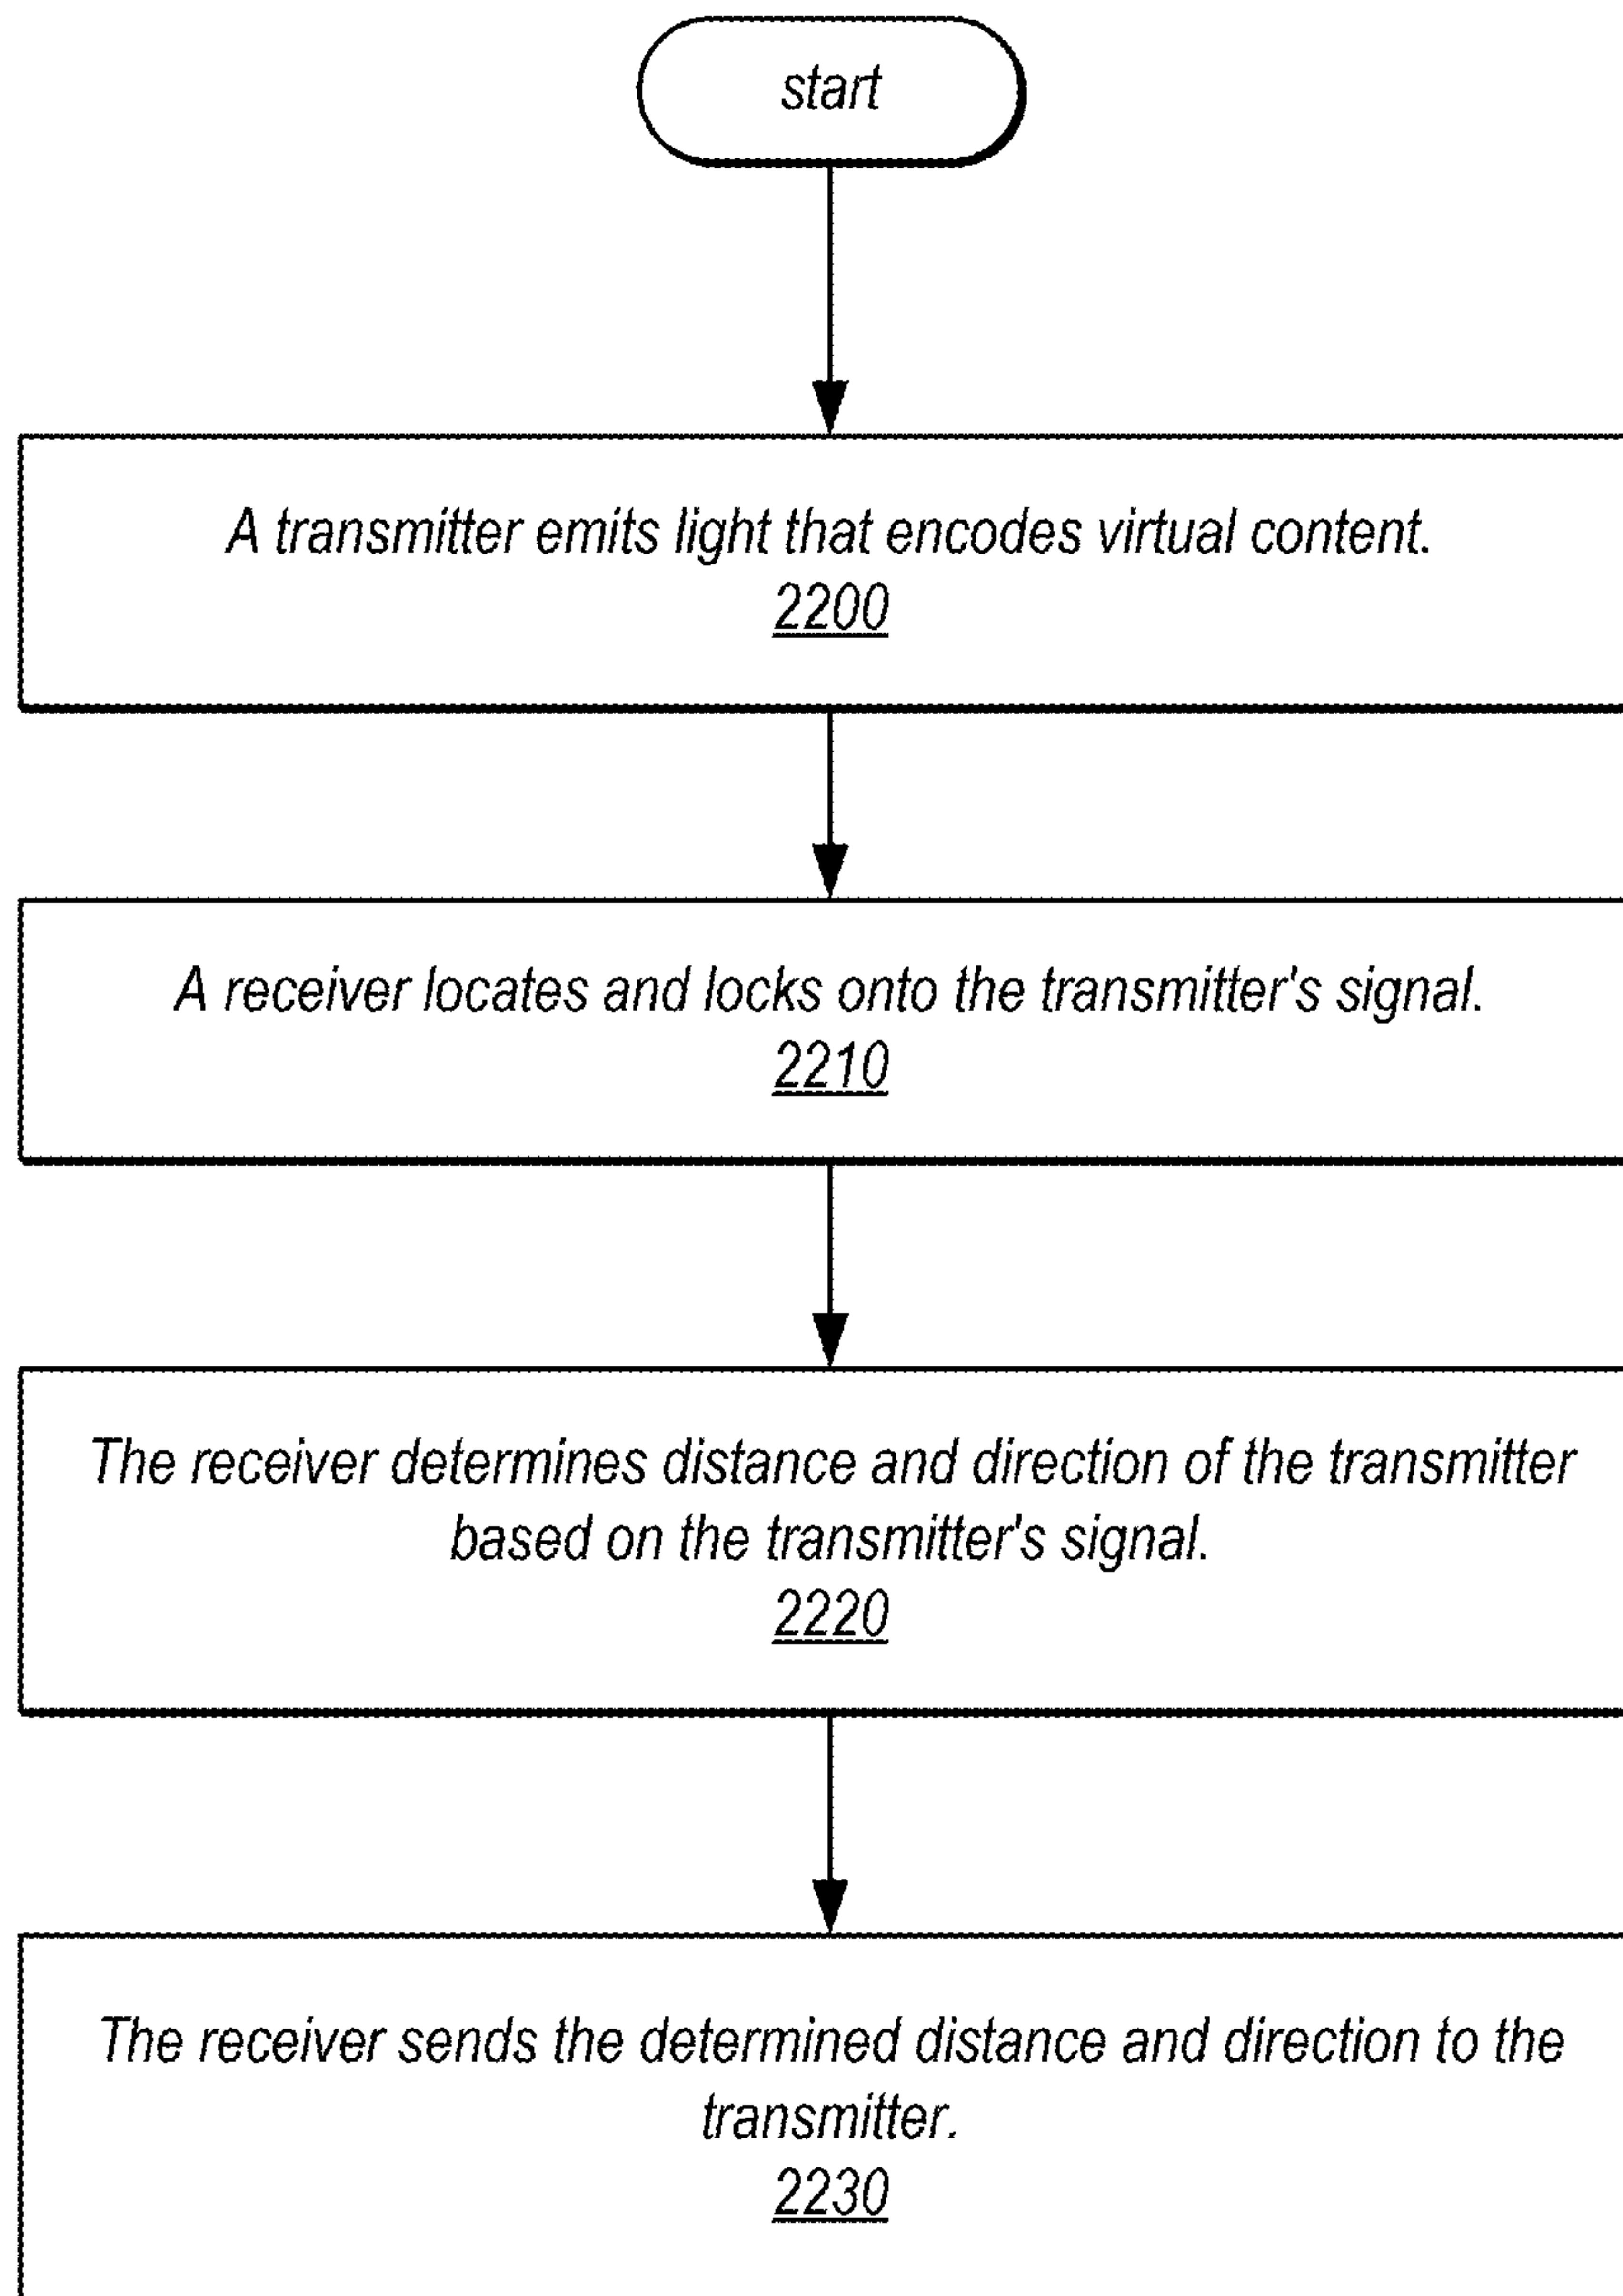 start
A transmitter emits light that encodes virtual content.
2200
A receiver locates and locks onto the transmitter's signal.
2210
The receiver determines distance and direction of the transmitter
based on the transmitter's signal.
2220
The receiver sends the determined distance and direction to the
transmitter.
2230